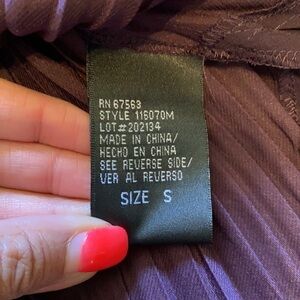 RN 67563
STYLE 116070M
LOT#202134
MADE IN CHINA/
HECHO EN CHINA
SEE REVERSE SIDE/
VER AL REVERSO
SIZE S